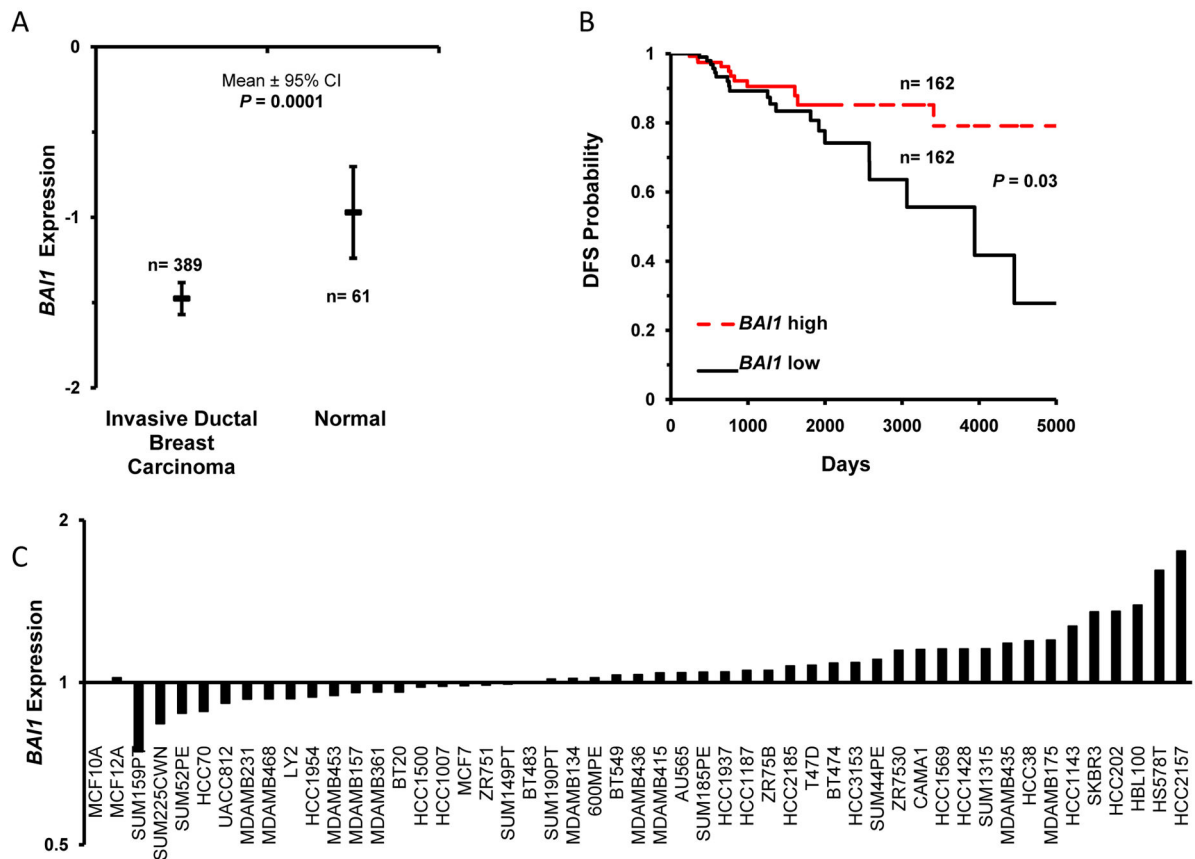 A
0
-1
-2
BAI1 Expression
Mean ± 95% CI
P = 0.0001
n= 389
n= 61
Invasive Ductal
Breast
Carcinoma
Normal
B
1
0.8
0.6
0.4
0.2
0
DFS Probability
n= 162
n= 162
P = 0.03
BAI1 high
BAI1 low
0 1000 2000 3000 4000 5000
Days
C
2
1
0.5
BAI1 Expression
MCF10A
MCF12A
SUM159PT
SUM225CWN
SUM52PE
HCC70
UACC812
MDAMB231
MDAMB468
LY2
HCC1954
MDAMB453
MDAMB157
MDAMB361
BT20
HCC1500
HCC1007
MCF7
ZR751
SUM149PT
BT483
SUM190PT
MDAMB134
600MPE
BT549
MDAMB436
MDAMB415
AU565
SUM185PE
HCC1937
HCC1187
ZR75B
HCC2185
T47D
BT474
HCC3153
SUM44PE
ZR7530
CAMA1
HCC1569
HCC1428
SUM1315
MDAMB435
HCC38
MDAMB175
HCC1143
SKBR3
HCC202
HBL100
HS578T
HCC2157